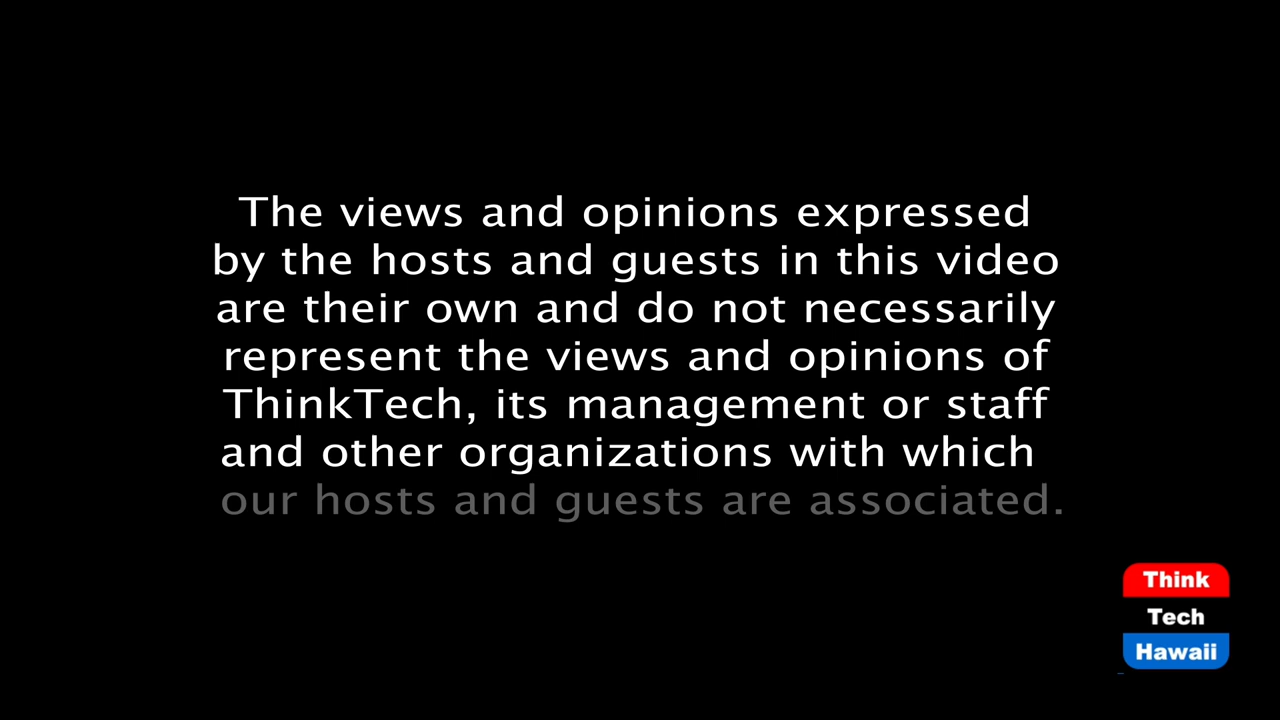 The views and opinions expressed
by the hosts and guests in this video
are their own and do not necessarily
represent the views and opinions of
ThinkTech, its management or staff
and other organizations with which
our hosts and guests are associated.
Think
Tech
Hawaii